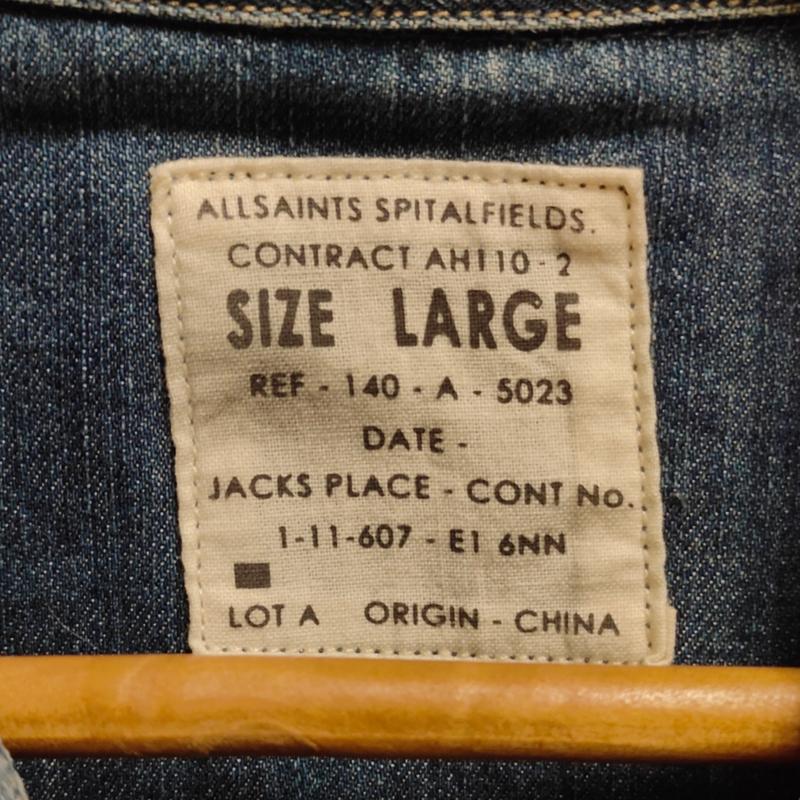 ALLSAINTS SPITALFIELDS.
CONTRACT AH110-2
SIZE LARGE
REF - 140 - A - 5023
DATE -
JACKS PLACE - CONT No.
1-11-607 - E1 6NN
LOT A ORIGIN - CHINA